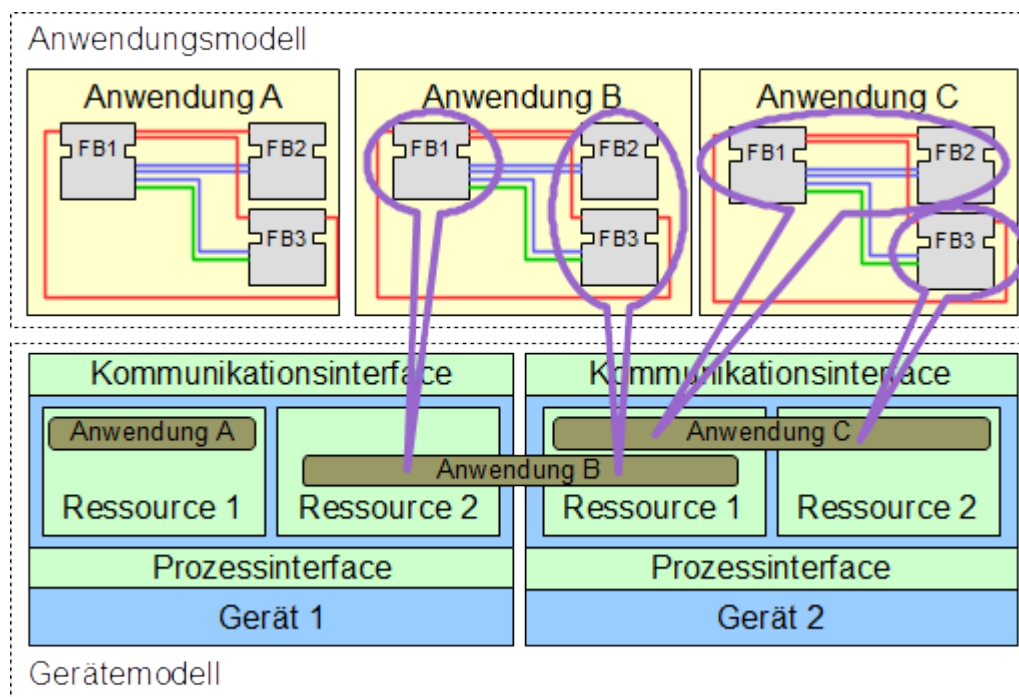 Anwendungsmodell
Anwendung A
Anwendung B
Anwendung C
FB1
FB2
FB3
FB1
FB2
FB3
FB1
FB2
FB3
Kommunikationsinterface
Kommunikationsinterface
Anwendung A
Anwendung C
Anwendung B
Ressource 1
Ressource 2
Ressource 1
Ressource 2
Prozessinterface
Prozessinterface
Gerät 1
Gerät 2
Gerätemodell